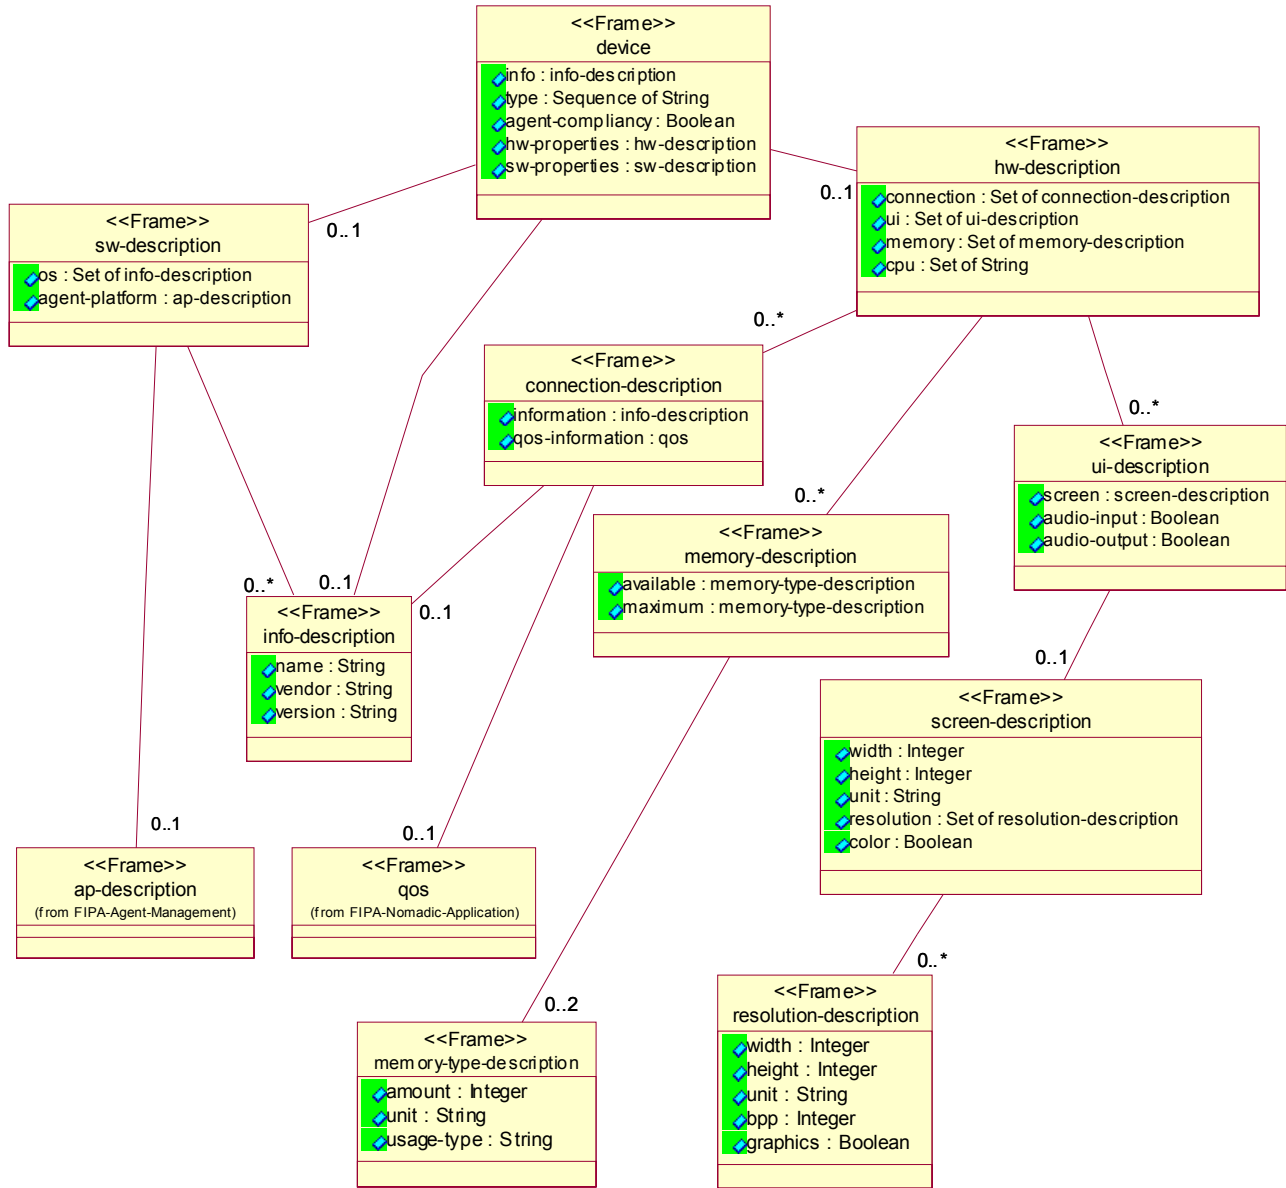 <<Frame>>
device
info : info-description
type : Sequence of String
agent-compliancy : Boolean
hw-properties : hw-description
sw-properties : sw-description
0..1
0..1
<<Frame>>
hw-description
connection : Set of connection-description
ui : Set of ui-description
memory : Set of memory-description
cpu : Set of String
<<Frame>>
sw-description
os : Set of info-description
agent-platform : ap-description
0..*
<<Frame>>
connection-description
information : info-description
qos-information : qos
0..*
<<Frame>>
ui-description
screen : screen-description
audio-input : Boolean
audio-output : Boolean
0..*
<<Frame>>
memory-description
available : memory-type-description
maximum : memory-type-description
0..*
0..1
0..1
<<Frame>>
info-description
name : String
vendor : String
version : String
0..1
<<Frame>>
screen-description
width : Integer
height : Integer
unit : String
resolution : Set of resolution-description
color : Boolean
0..1
<<Frame>>
ap-description
(from FIPA-Agent-Management)
0..1
<<Frame>>
qos
(from FIPA-Nomadic-Application)
0..2
<<Frame>>
memory-type-description
amount : Integer
unit : String
usage-type : String
0..*
<<Frame>>
resolution-description
width : Integer
height : Integer
unit : String
bpp : Integer
graphics : Boolean